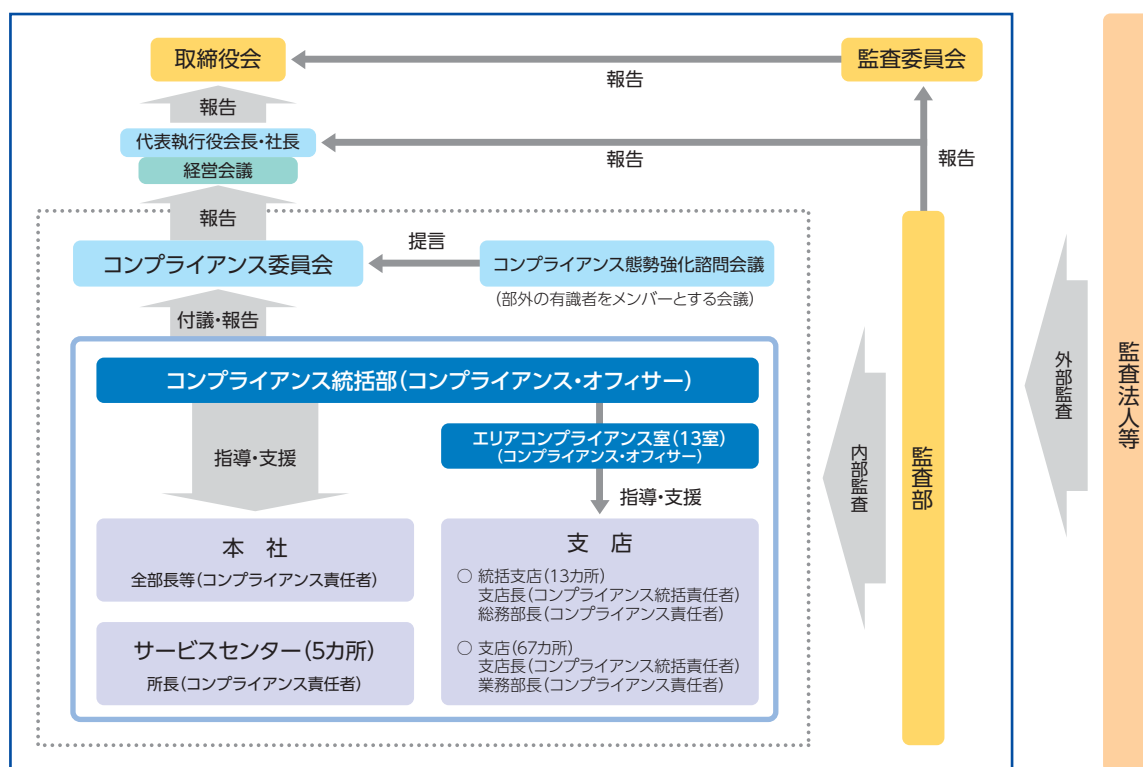 取締役会
監査委員会
報告
報告
代表執行役会長・社長
経営会議
報告
報告
報告
コンプライアンス委員会
提言
コンプライアンス態勢強化諮問会議
(部外の有識者をメンバーとする会議)
付議・報告
コンプライアンス統括部(コンプライアンス・オフィサー)
エリアコンプライアンス室(13室)
(コンプライアンス・オフィサー)
指導・支援
指導・支援
本 社
全部長等(コンプライアンス責任者)
サービスセンター(5カ所)
所長(コンプライアンス責任者)
支 店
○ 統括支店(13カ所)
支店長(コンプライアンス統括責任者)
総務部長(コンプライアンス責任者)
○ 支店(67カ所)
支店長(コンプライアンス統括責任者)
業務部長(コンプライアンス責任者)
内部監査
監査部
外部監査
監査法人等